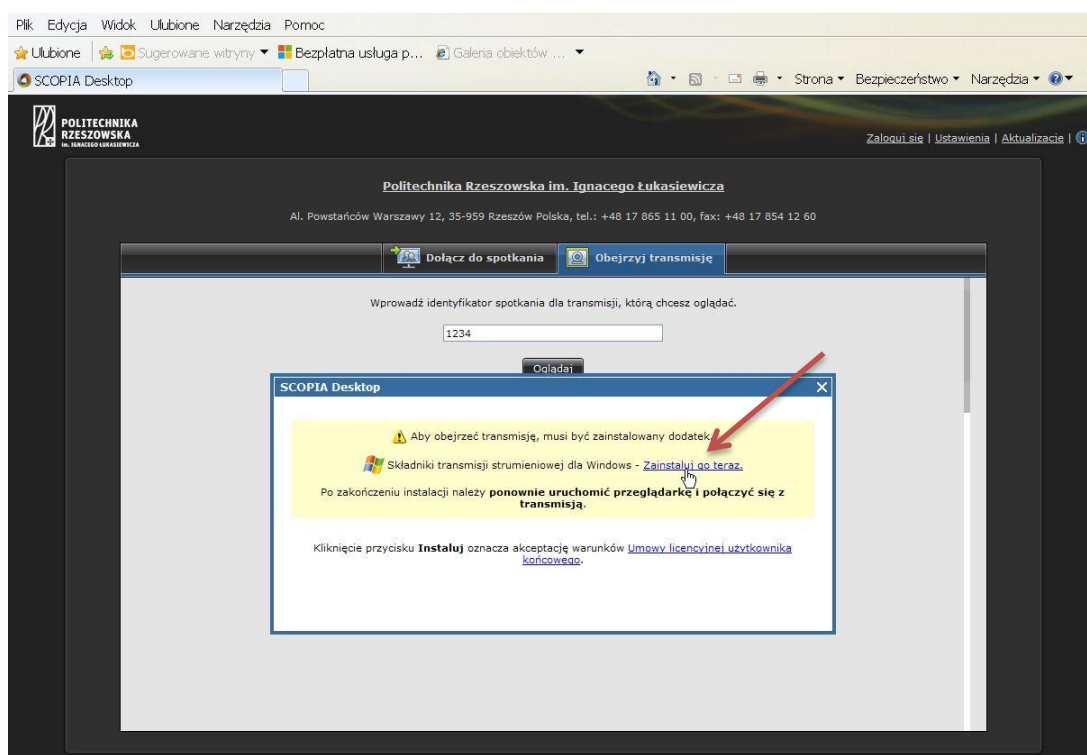 Plik Edycja Widok Ulubione Narzędzia Pomoc
Ulubione Sugerowane witryny Bezpłatna usługa p... Galeria obiektów ...
SCOPIA Desktop Strona Bezpieczeństwo Narzędzia
POLITECHNIKA
RZESZOWSKA
im. IGNACEGO ŁUKASIEWICZA
Zaloguj się | Ustawienia | Aktualizacje |
Politechnika Rzeszowska im. Ignacego Łukasiewicza
Al. Powstańców Warszawy 12, 35-959 Rzeszów Polska, tel.: +48 17 865 11 00, fax: +48 17 854 12 60
Dołącz do spotkania Obejrzyj transmisję
Wprowadź identyfikator spotkania dla transmisji, którą chcesz oglądać.
1234
Oglądaj
SCOPIA Desktop
Aby obejrzeć transmisję, musi być zainstalowany dodatek.
Składniki transmisji strumieniowej dla Windows - Zainstaluj go teraz.
Po zakończeniu instalacji należy ponownie uruchomić przeglądarkę i połączyć się z
transmisją.
Kliknięcie przycisku Instaluj oznacza akceptację warunków Umowy licencyjnej użytkownika
końcowego.